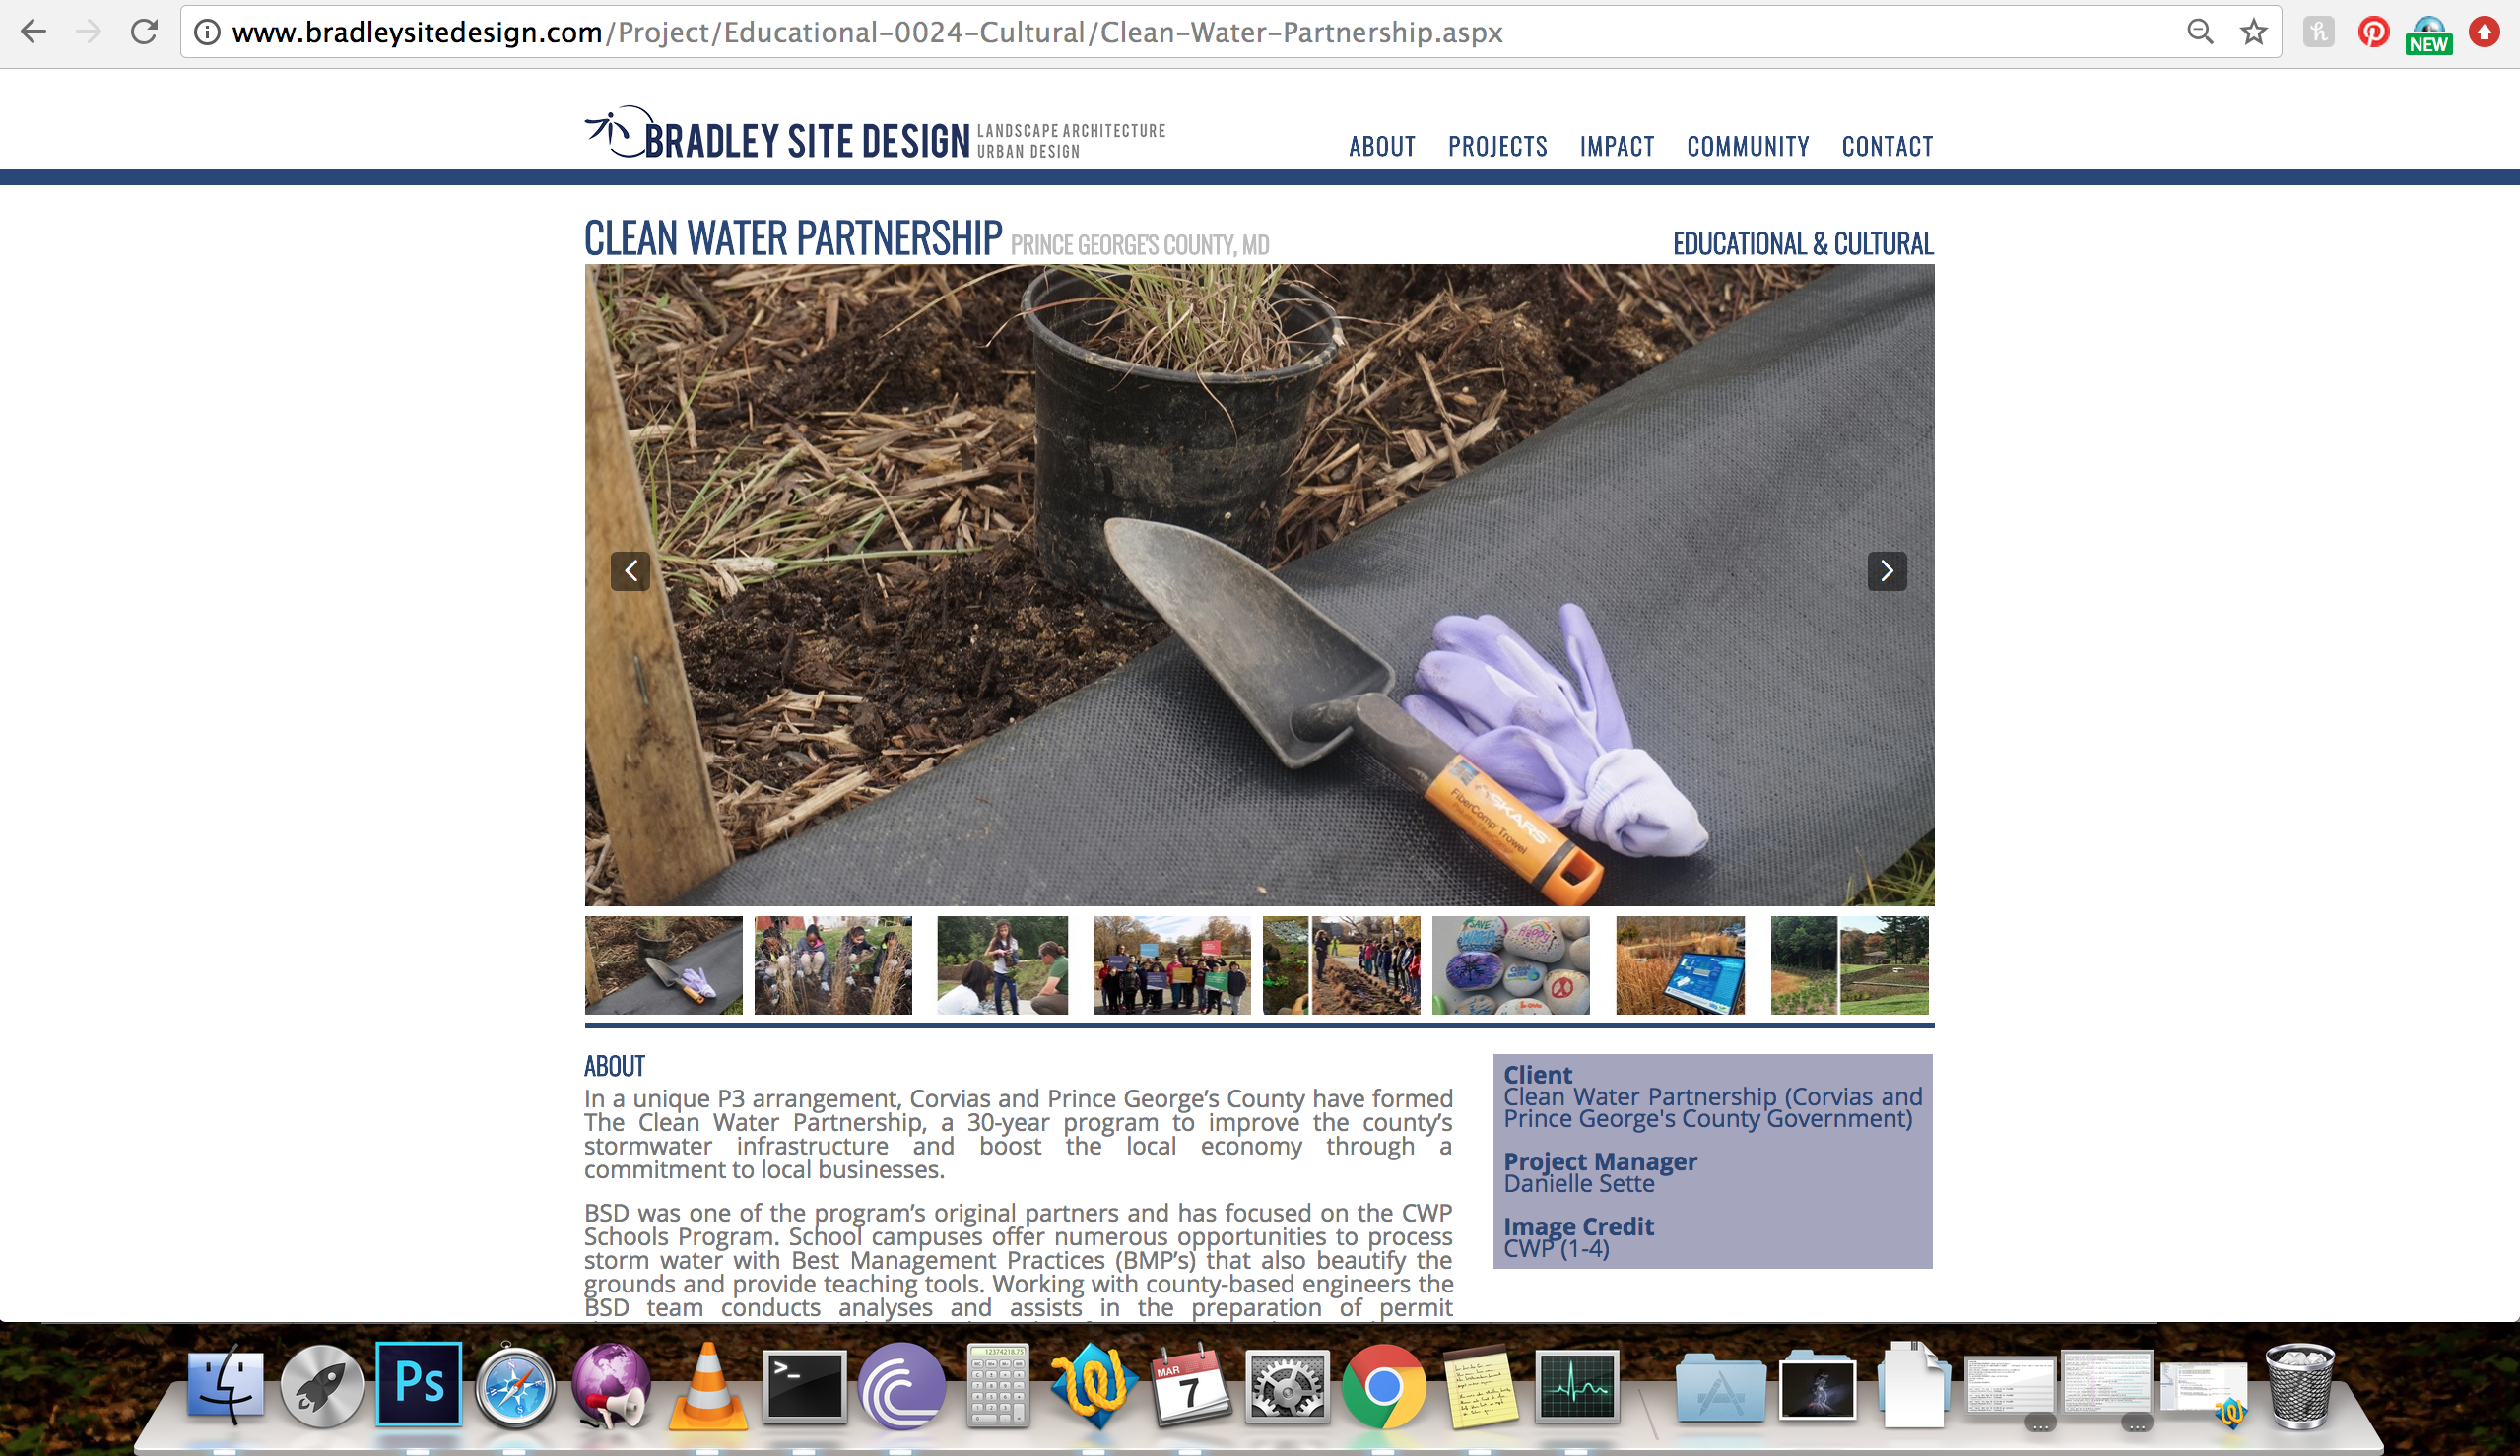 www.bradleysitedesign.com/Project/Educational-0024-Cultural/Clean-Water-Partnership.aspx
NEW
BRADLEY SITE DESIGN
LANDSCAPE ARCHITECTURE
URBAN DESIGN
ABOUT PROJECTS IMPACT COMMUNITY CONTACT
CLEAN WATER PARTNERSHIP PRINCE GEORGE'S COUNTY, MD
EDUCATIONAL & CULTURAL
FiberComp Trowel
ABOUT
In a unique P3 arrangement, Corvias and Prince George’s County have formed
The Clean Water Partnership, a 30-year program to improve the county’s
stormwater infrastructure and boost the local economy through a
commitment to local businesses.
BSD was one of the program’s original partners and has focused on the CWP
Schools Program. School campuses offer numerous opportunities to process
storm water with Best Management Practices (BMP’s) that also beautify the
grounds and provide teaching tools. Working with county-based engineers the
BSD team conducts analyses and assists in the preparation of permit
Client
Clean Water Partnership (Corvias and
Prince George's County Government)
Project Manager
Danielle Sette
Image Credit
CWP (1-4)
Ps
>_
12374218.75
MAR
7